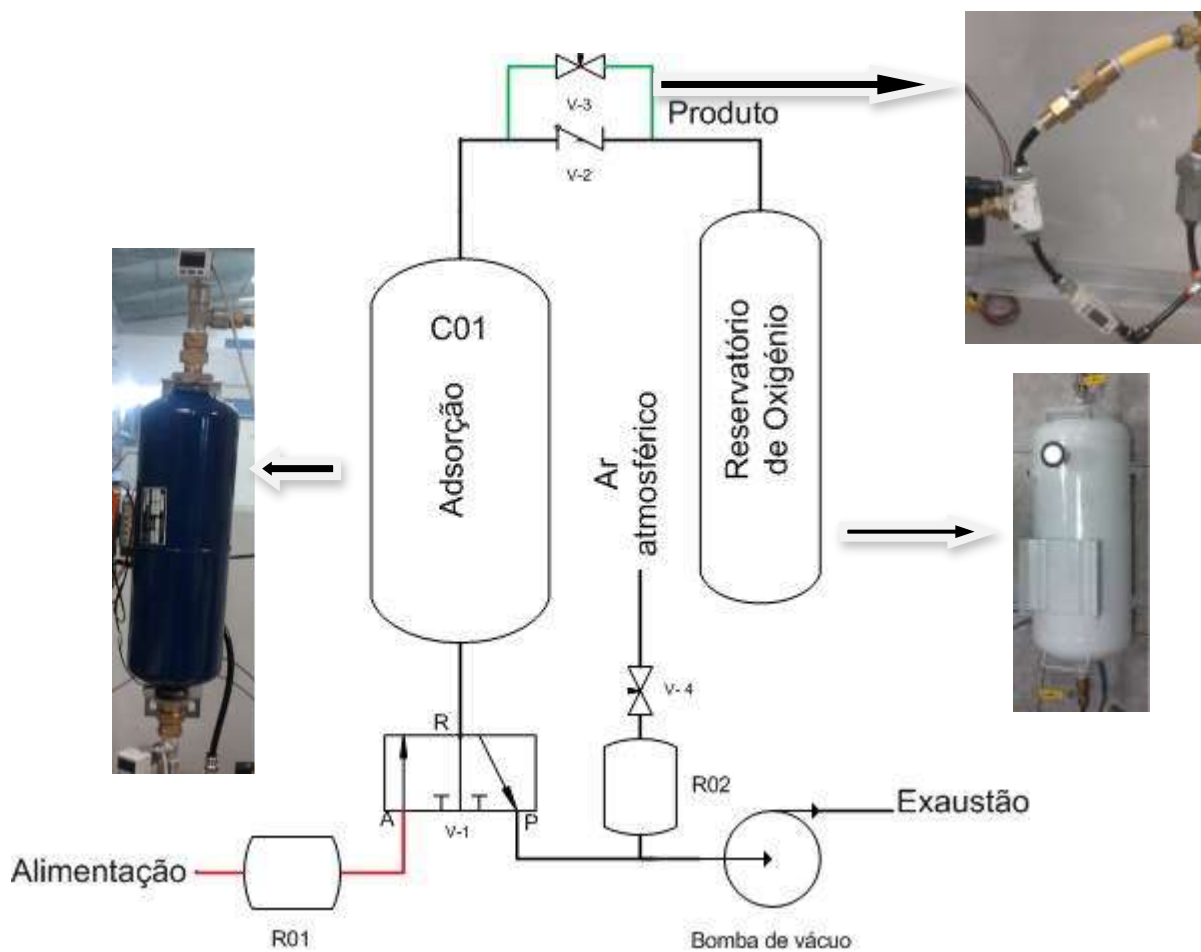 V-3
Produto
V-2
C01
Adsorção
Reservatório
de Oxigénio
Ar
atmosférico
V- 4
R
R02
A
V-1
P
Exaustão
Alimentação
R01
Bomba de vácuo